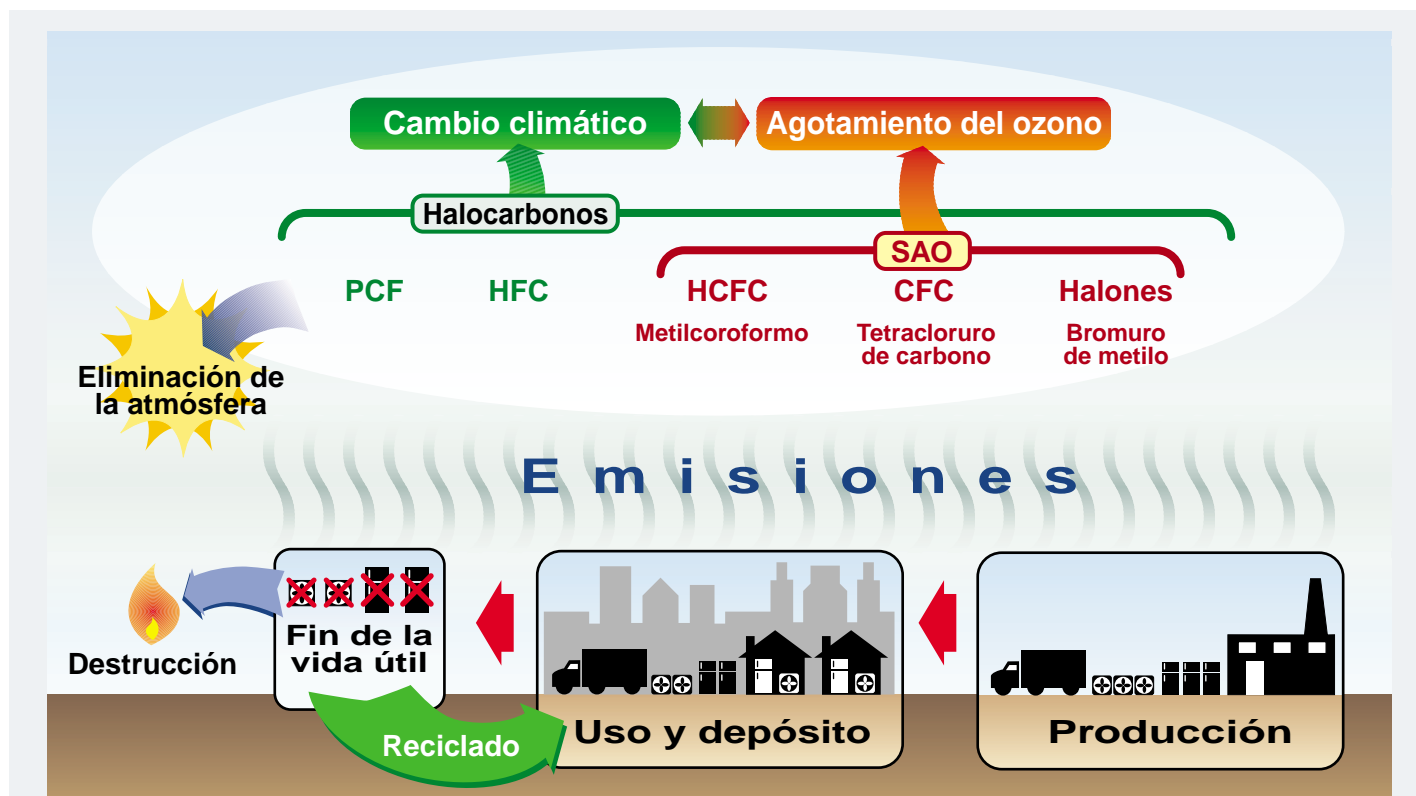 Cambio climático
Agotamiento del ozono
Halocarbonos
SAO
PCF
HFC
HCFC
CFC
Halones
Metilcoroformo
Tetracloruro
de carbono
Bromuro
de metilo
Eliminación de
la atmósfera
Emisiones
Fin de la
vida útil
Destrucción
Reciclado
Uso y depósito
Producción